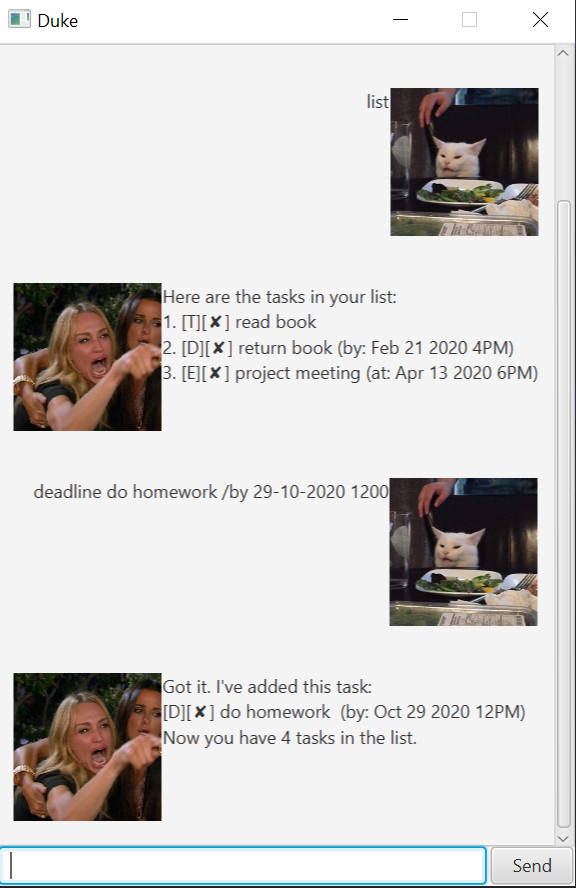 Duke
list
Here are the tasks in your list:
1. [T][✘] read book
2. [D][✘] return book (by: Feb 21 2020 4PM)
3. [E][✘] project meeting (at: Apr 13 2020 6PM)
deadline do homework /by 29-10-2020 1200
Got it. I've added this task:
[D][✘] do homework  (by: Oct 29 2020 12PM)
Now you have 4 tasks in the list.
Send